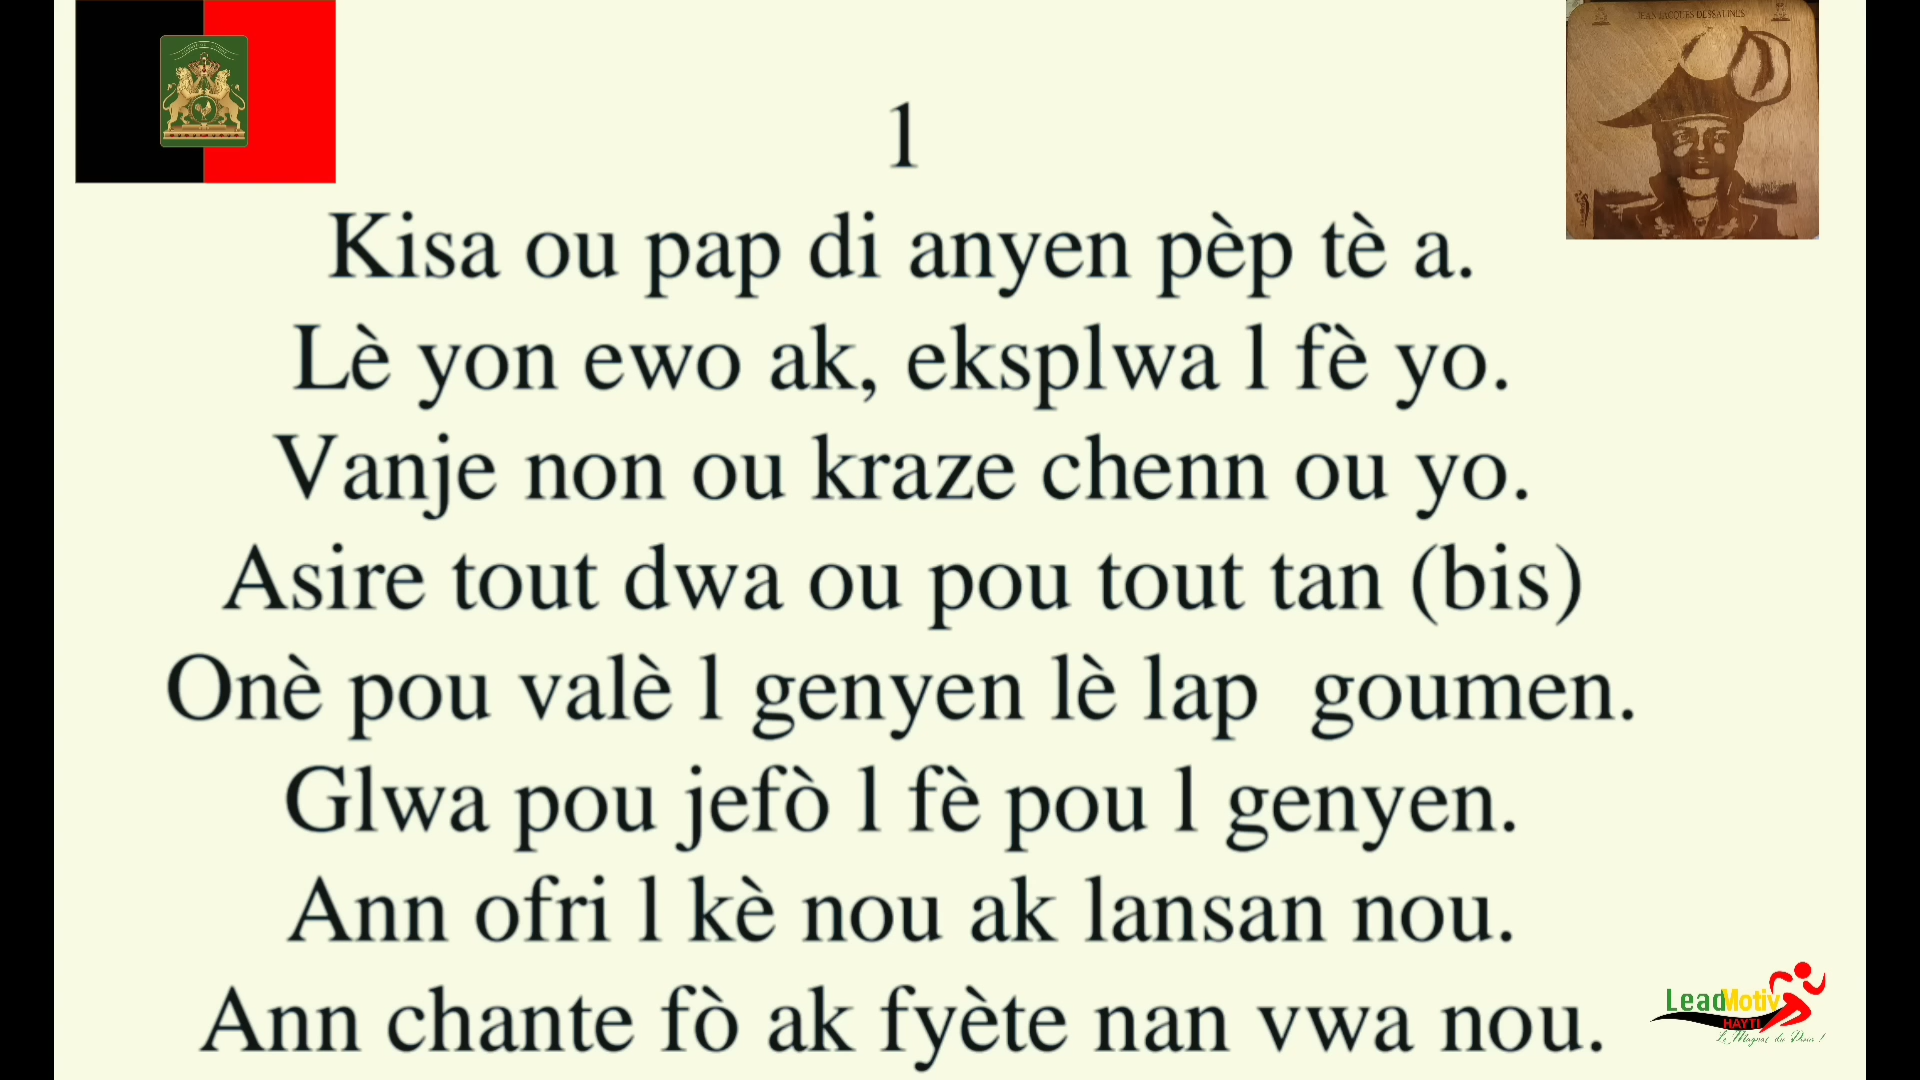 JEAN JACQUES DESSALINES
1
Kisa ou pap di anyen pèp tè a.
Lè yon ewo ak, eksplwa l fè yo.
Vanje non ou kraze chenn ou yo.
Asire tout dwa ou pou tout tan (bis)
Onè pou valè l genyen lè lap  goumen.
Glwa pou jefò l fè pou l genyen.
Ann ofri l kè nou ak lansan nou.
Ann chante fò ak fyète nan vwa nou.
LeadMotiv
HAYTI